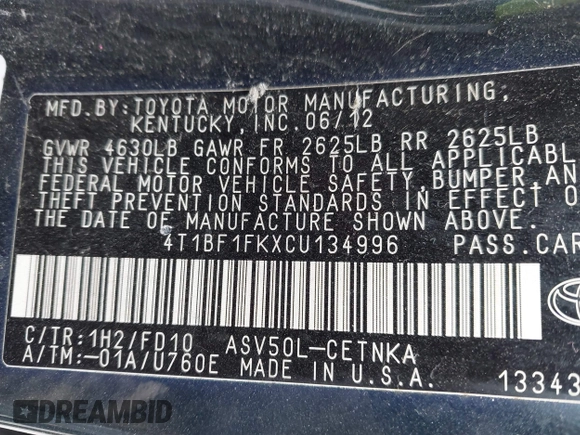 MFD.BY:TOYOTA MOTOR MANUFACTURING,
KENTUCKY,INC.06/12
GVWR 4630LB GAWR FR 2625LB RR 2625LB
THIS VEHICLE CONFORMS TO ALL APPLICABL
FEDERAL MOTOR VEHICLE SAFETY,BUMPER AN
THEFT PREVENTION STANDARDS IN EFFECT O
THE DATE OF MANUFACTURE SHOWN ABOVE.
4T1BF1FKXCU134996 PASS.CAR
C/TR:1H2/FD10 ASV50L-CETNKA
A/TM:-01A/U760E MADE IN U.S.A. 13343
DREAMBID